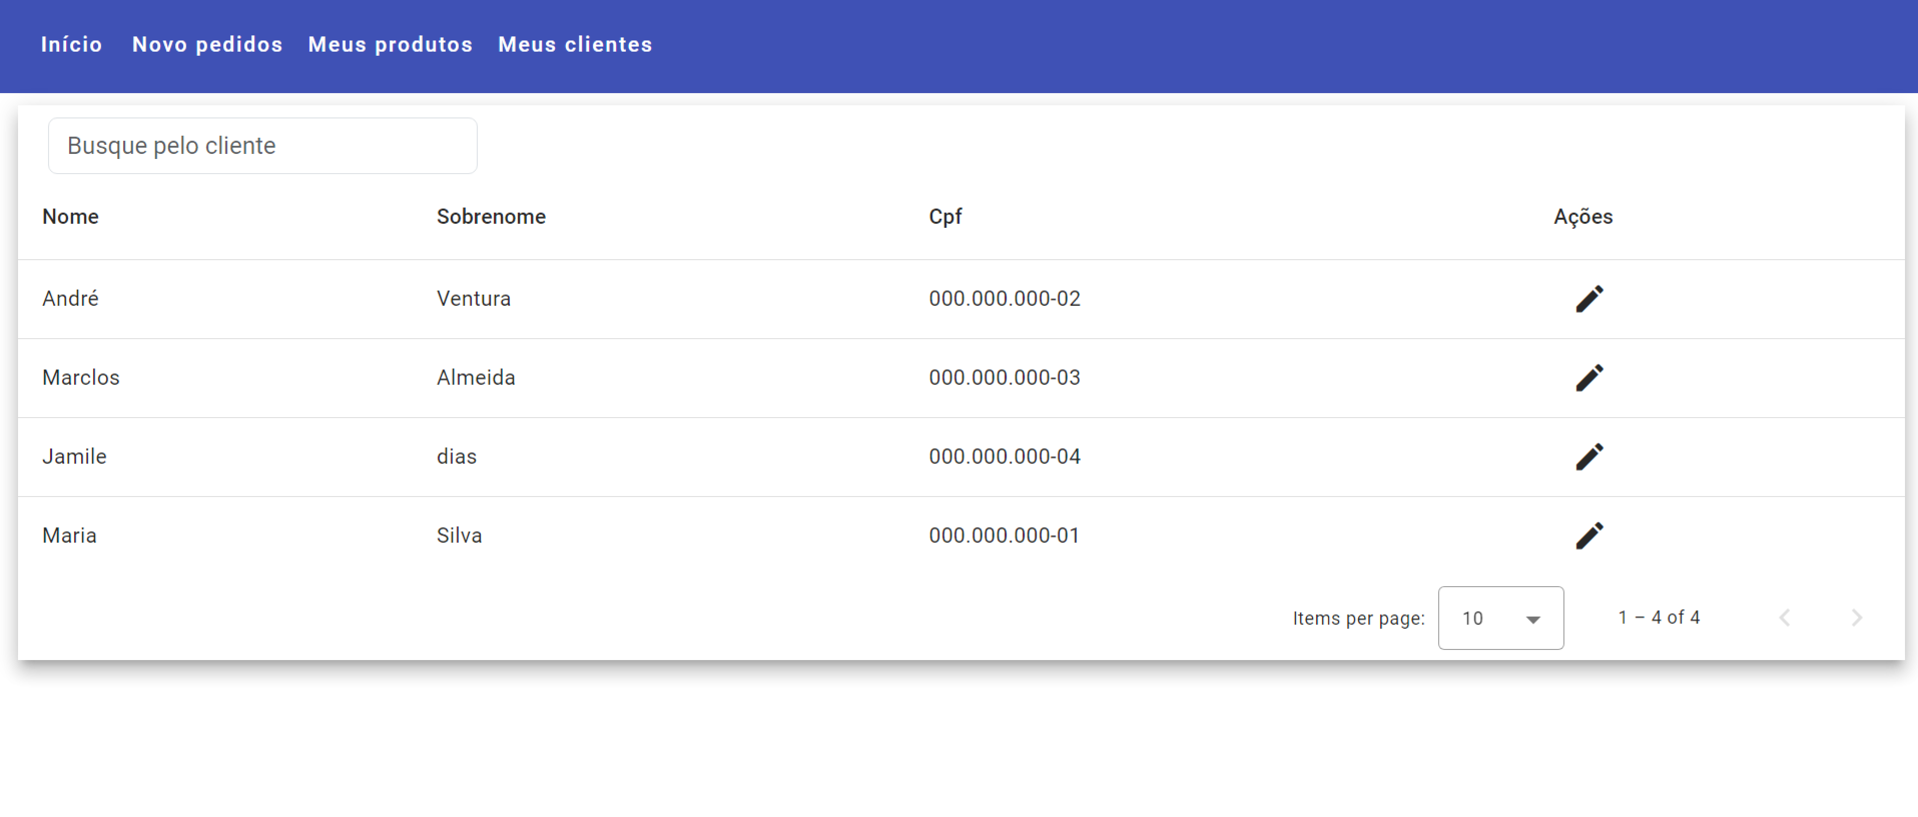 Início Novo pedidos Meus produtos Meus clientes
Busque pelo cliente
Nome Sobrenome Cpf Ações
André Ventura 000.000.000-02
Marclos Almeida 000.000.000-03
Jamile dias 000.000.000-04
Maria Silva 000.000.000-01
Items per page: 10 1 – 4 of 4